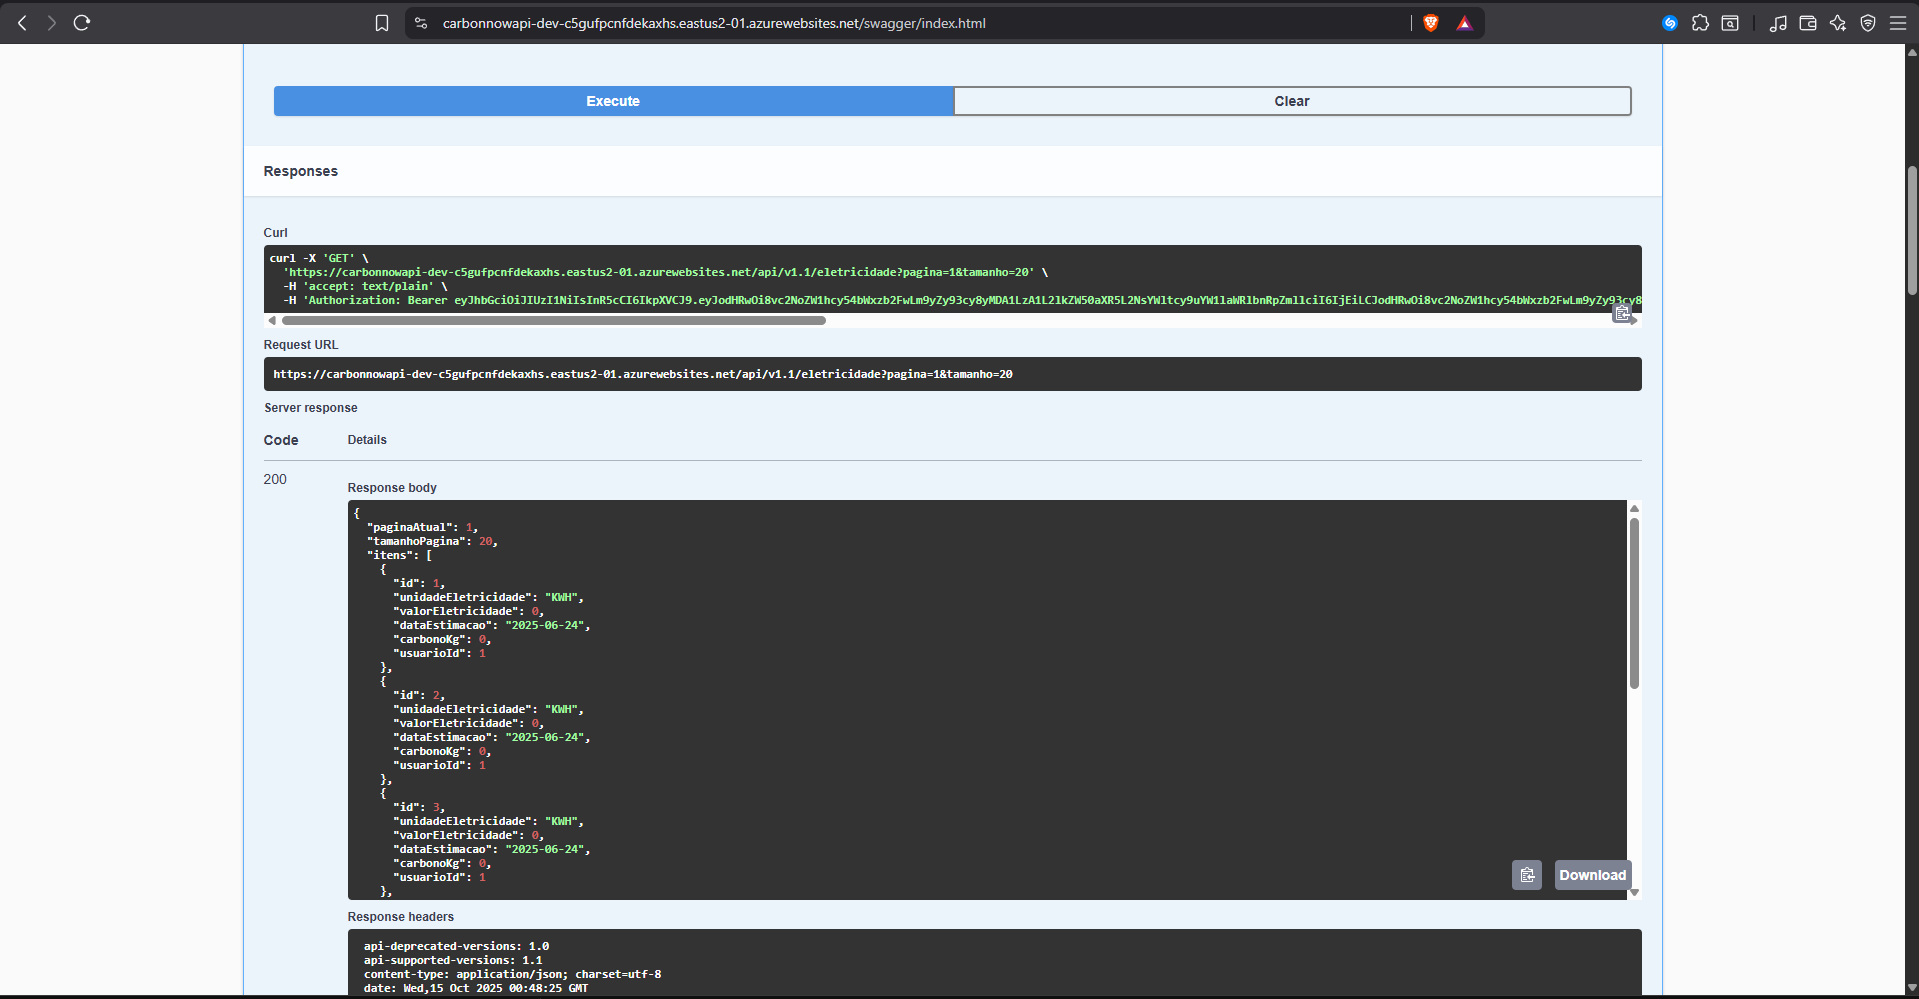 carbonnowapi-dev-c5gufpcnfdekaxhs.eastus2-01.azurewebsites.net/swagger/index.html
Execute
Clear
Responses
Curl
curl -X 'GET' \
'https://carbonnowapi-dev-c5gufpcnfdekaxhs.eastus2-01.azurewebsites.net/api/v1.1/eletricidade?pagina=1&tamanho=20' \
-H 'accept: text/plain' \
-H 'Authorization: Bearer
Request URL
https://carbonnowapi-dev-c5gufpcnfdekaxhs.eastus2-01.azurewebsites.net/api/v1.1/eletricidade?pagina=1&tamanho=20
Server response
Code Details
200
Response body
{
"paginaAtual": 1,
"tamanhoPagina": 20,
"itens": [
{
"id": 1,
"unidadeEletricidade": "KWH",
"valorEletricidade": 0,
"dataEstimacao": "2025-06-24",
"carbonoKg": 0,
"usuarioId": 1
},
{
"id": 2,
"unidadeEletricidade": "KWH",
"valorEletricidade": 0,
"dataEstimacao": "2025-06-24",
"carbonoKg": 0,
"usuarioId": 1
},
{
"id": 3,
"unidadeEletricidade": "KWH",
"valorEletricidade": 0,
"dataEstimacao": "2025-06-24",
"carbonoKg": 0,
"usuarioId": 1
},
Download
Response headers
api-deprecated-versions: 1.0
api-supported-versions: 1.1
content-type: application/json; charset=utf-8
date: Wed,15 Oct 2025 00:48:25 GMT